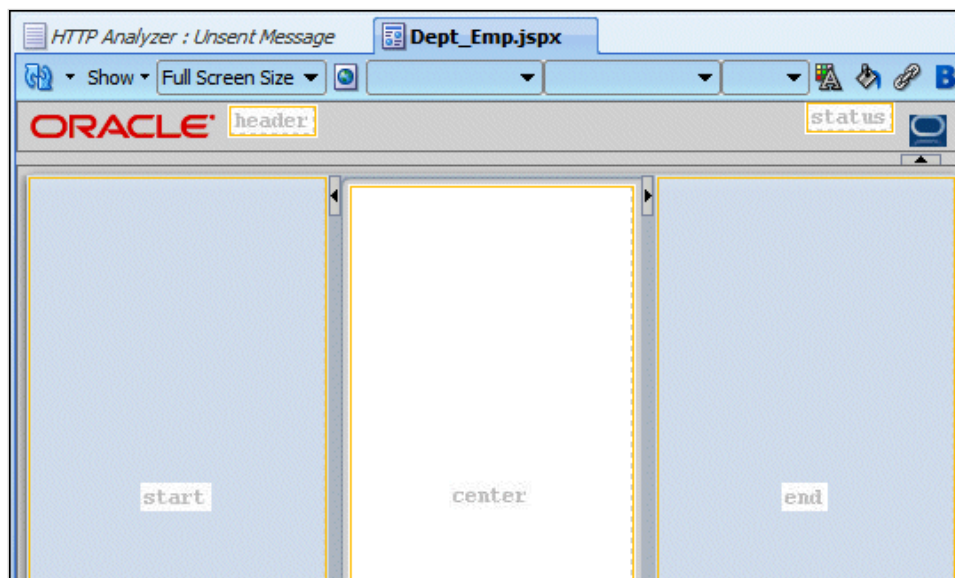 HTTP Analyzer : Unsent Message Dept_Emp.jspx
Show Full Screen Size B
ORACLE header status
start center end